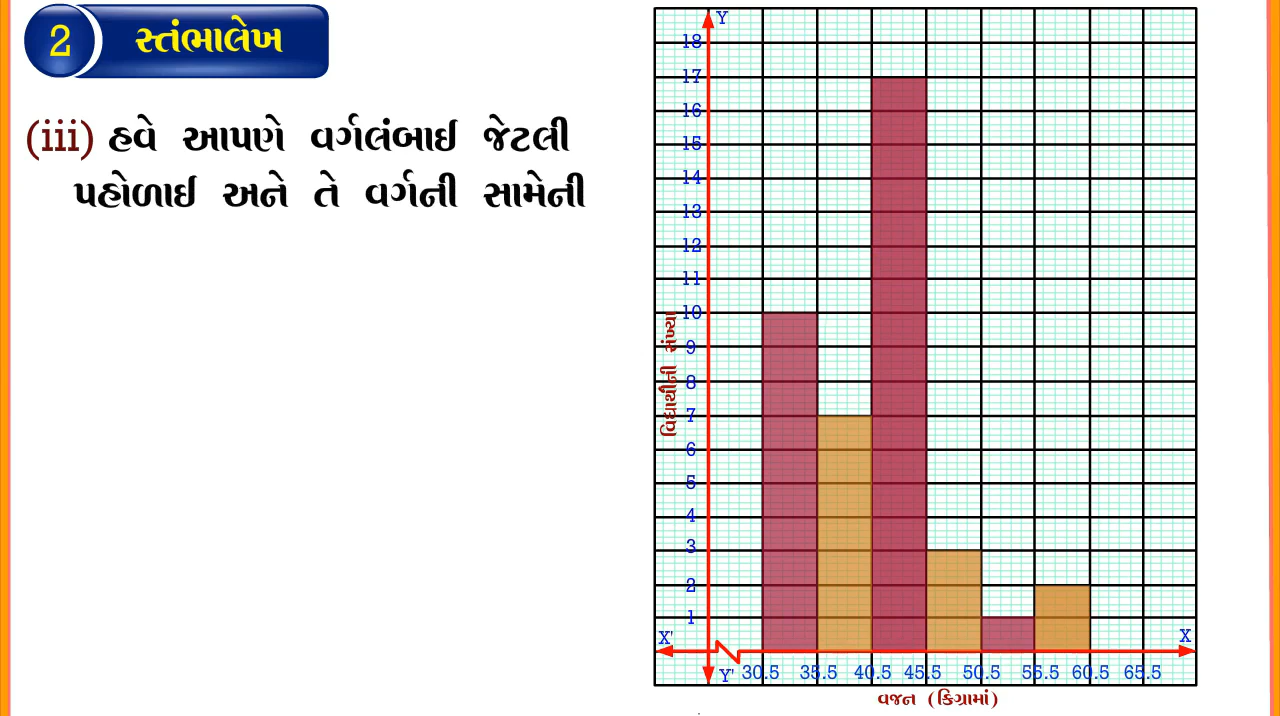 2 સ્તંભાલેખ
(iii) હવે આપણે વર્ગલંબાઈ જેટલી
પહોળાઈ અને તે વર્ગની સામેની
Y
18
17
16
15
14
13
12
11
10
9
8
7
6
5
4
3
2
1
વિદ્યાર્થીની સંખ્યા
X'
X
Y'
30.5 35.5 40.5 45.5 50.5 55.5 60.5 65.5
વજન (કિગ્રામાં)